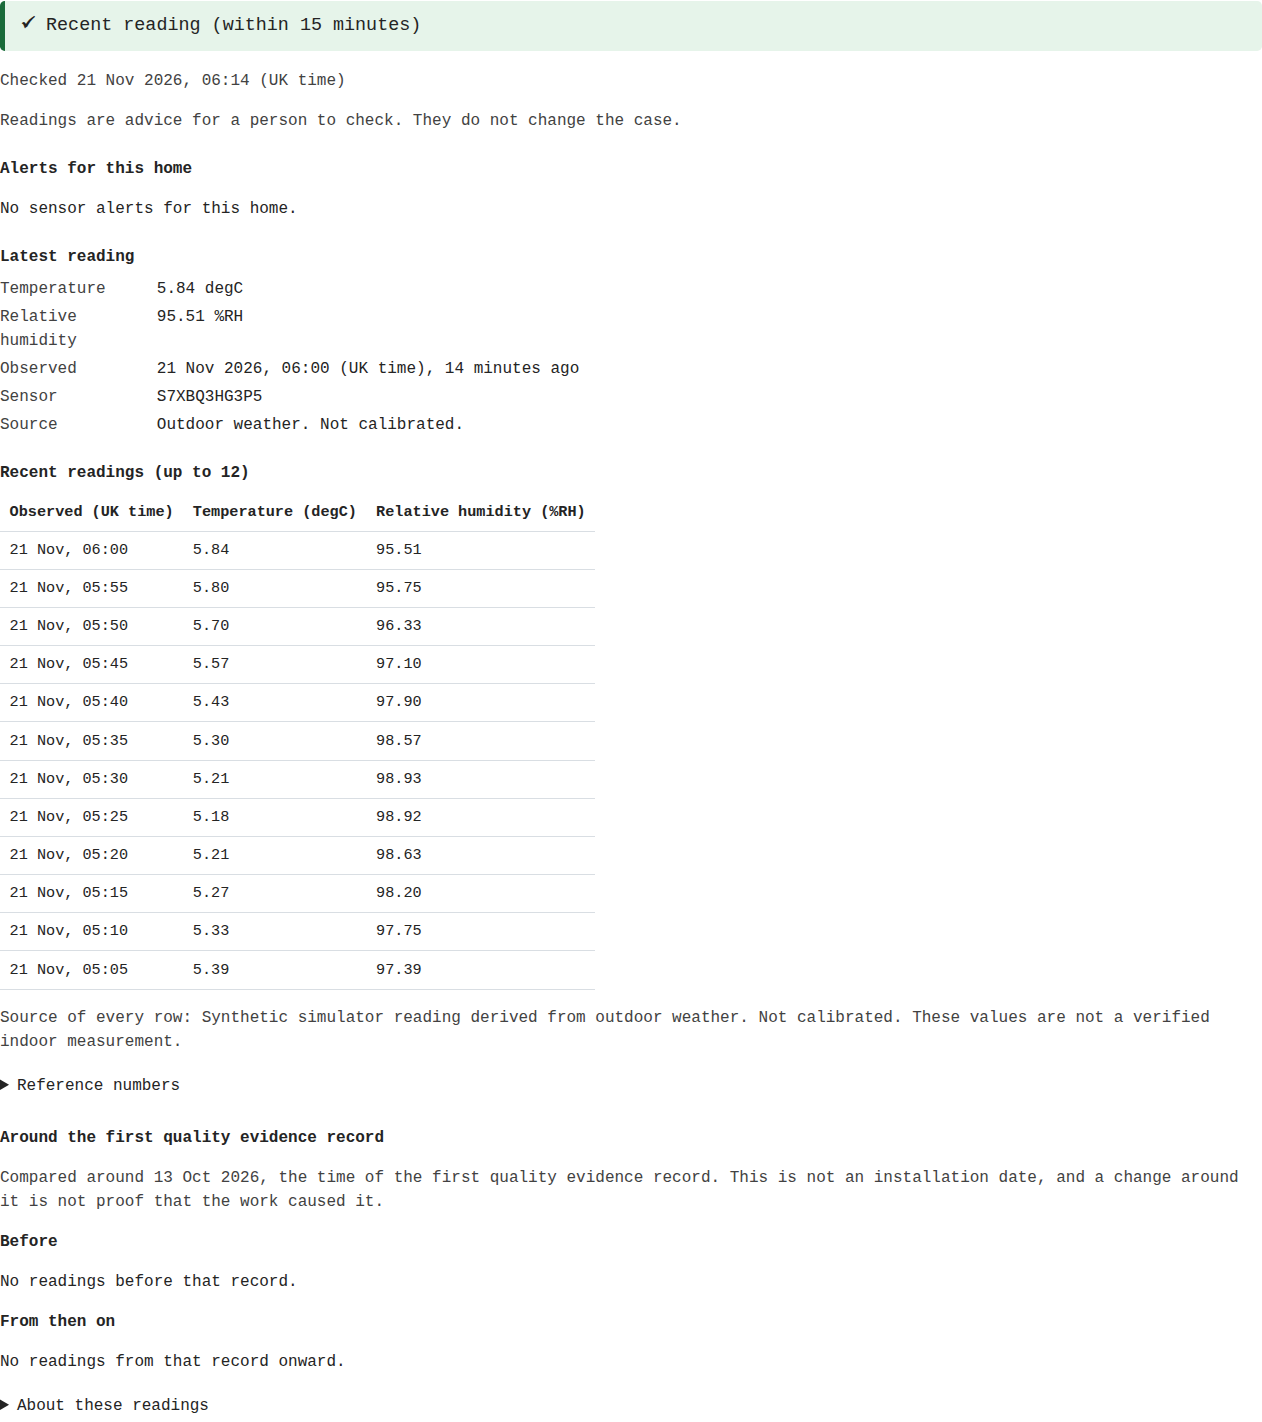 ✓ Recent reading (within 15 minutes)
Checked 21 Nov 2026, 06:14 (UK time)
Readings are advice for a person to check. They do not change the case.
Alerts for this home
No sensor alerts for this home.
Latest reading
Temperature 5.84 degC
Relative humidity 95.51 %RH
Observed 21 Nov 2026, 06:00 (UK time), 14 minutes ago
Sensor S7XBQ3HG3P5
Source Outdoor weather. Not calibrated.
Recent readings (up to 12)
Observed (UK time) Temperature (degC) Relative humidity (%RH)
21 Nov, 06:00 5.84 95.51
21 Nov, 05:55 5.80 95.75
21 Nov, 05:50 5.70 96.33
21 Nov, 05:45 5.57 97.10
21 Nov, 05:40 5.43 97.90
21 Nov, 05:35 5.30 98.57
21 Nov, 05:30 5.21 98.93
21 Nov, 05:25 5.18 98.92
21 Nov, 05:20 5.21 98.63
21 Nov, 05:15 5.27 98.20
21 Nov, 05:10 5.33 97.75
21 Nov, 05:05 5.39 97.39
Source of every row: Synthetic simulator reading derived from outdoor weather. Not calibrated. These values are not a verified
indoor measurement.
Reference numbers
Around the first quality evidence record
Compared around 13 Oct 2026, the time of the first quality evidence record. This is not an installation date, and a change around
it is not proof that the work caused it.
Before
No readings before that record.
From then on
No readings from that record onward.
About these readings